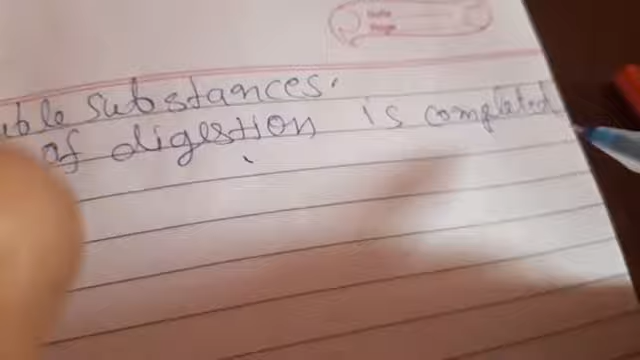 substances.
of digestion is completed